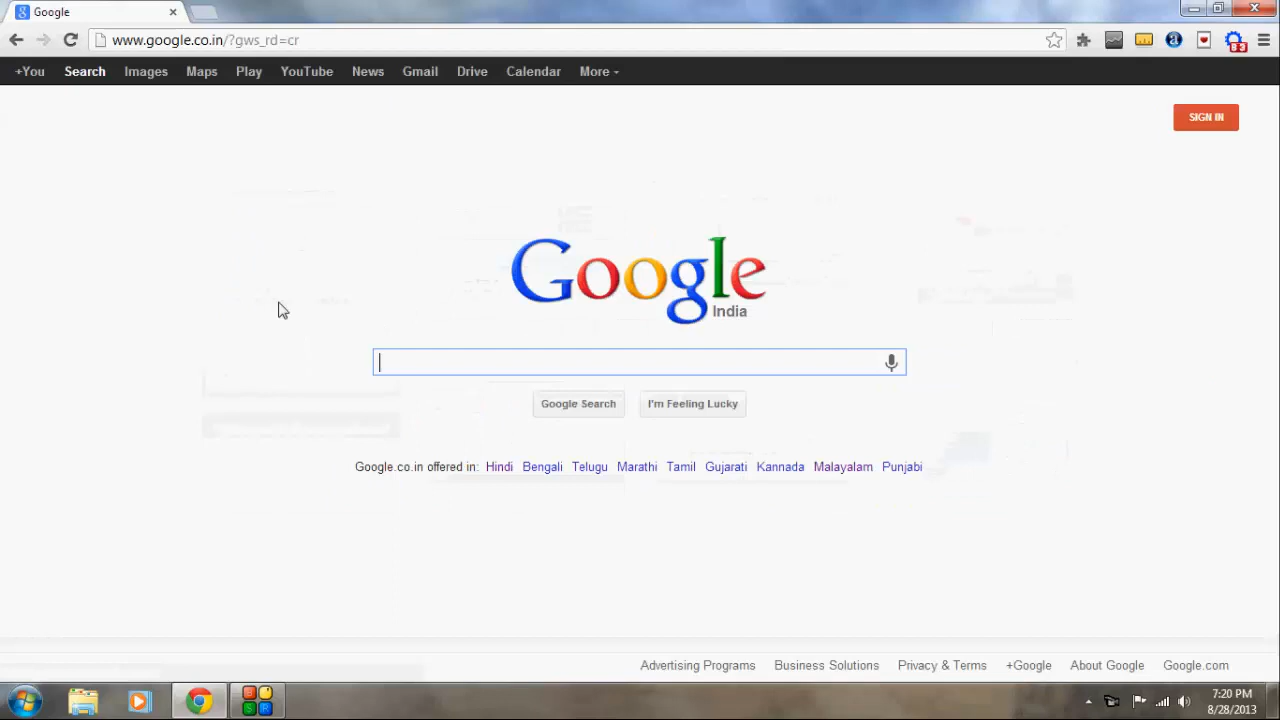 Google
www.google.co.in/?gws_rd=cr
83
+You Search Images Maps Play YouTube News Gmail Drive Calendar More
SIGN IN
Google
India
Google Search I'm Feeling Lucky
Google.co.in offered in: Hindi Bengali Telugu Marathi Tamil Gujarati Kannada Malayalam Punjabi
Advertising Programs Business Solutions Privacy & Terms +Google About Google Google.com
7:20 PM
8/28/2013